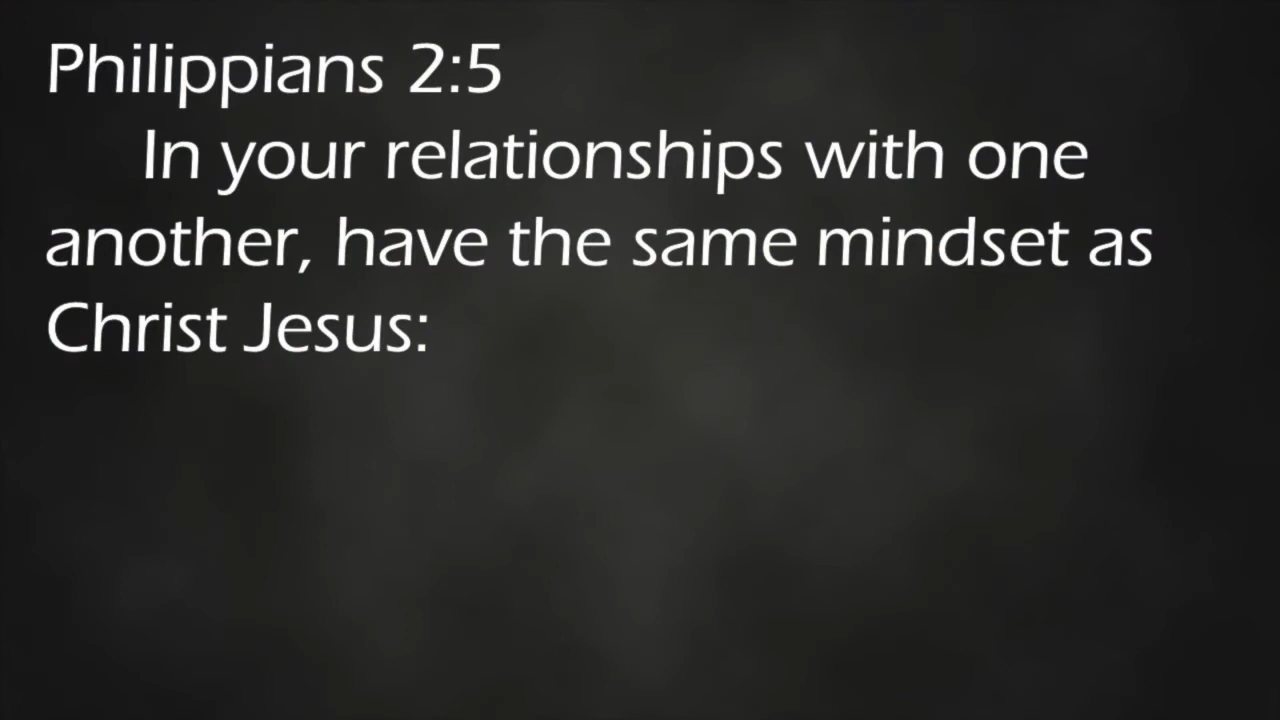 Philippians 2:5
In your relationships with one
another, have the same mindset as
Christ Jesus: